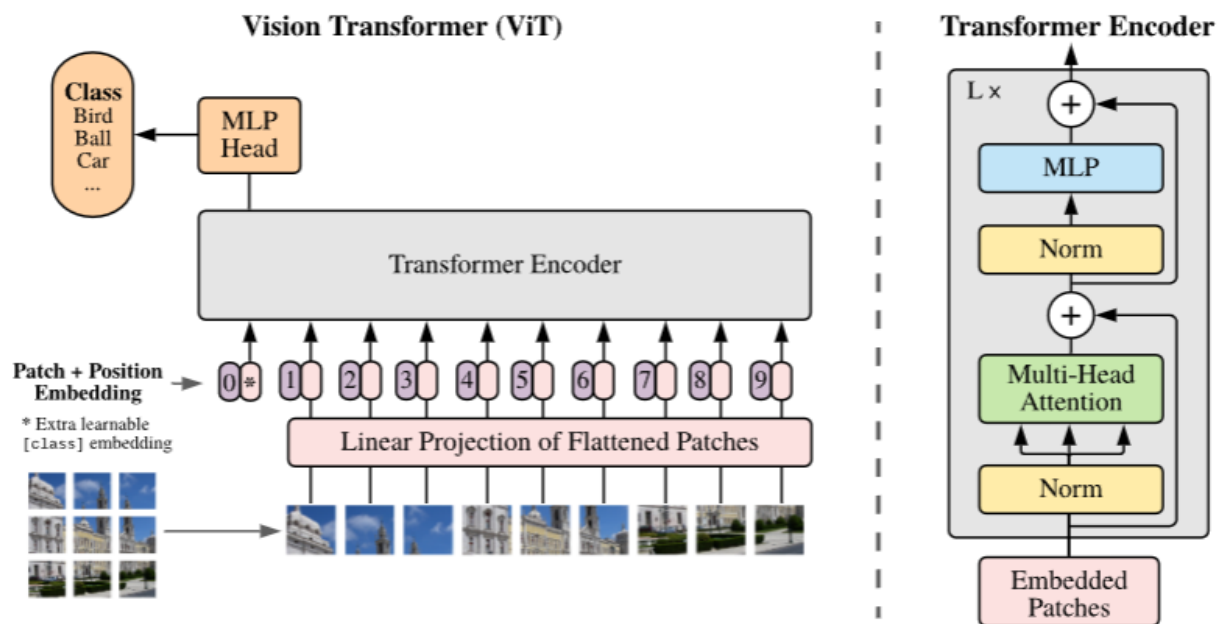 Vision Transformer (ViT)
Class
Bird
Ball
Car
...
MLP
Head
Transformer Encoder
Patch + Position
Embedding
0 * 1 2 3 4 5 6 7 8 9
* Extra learnable
[class] embedding
Linear Projection of Flattened Patches
Transformer Encoder
L ×
+
MLP
Norm
+
Multi-Head
Attention
Norm
Embedded
Patches